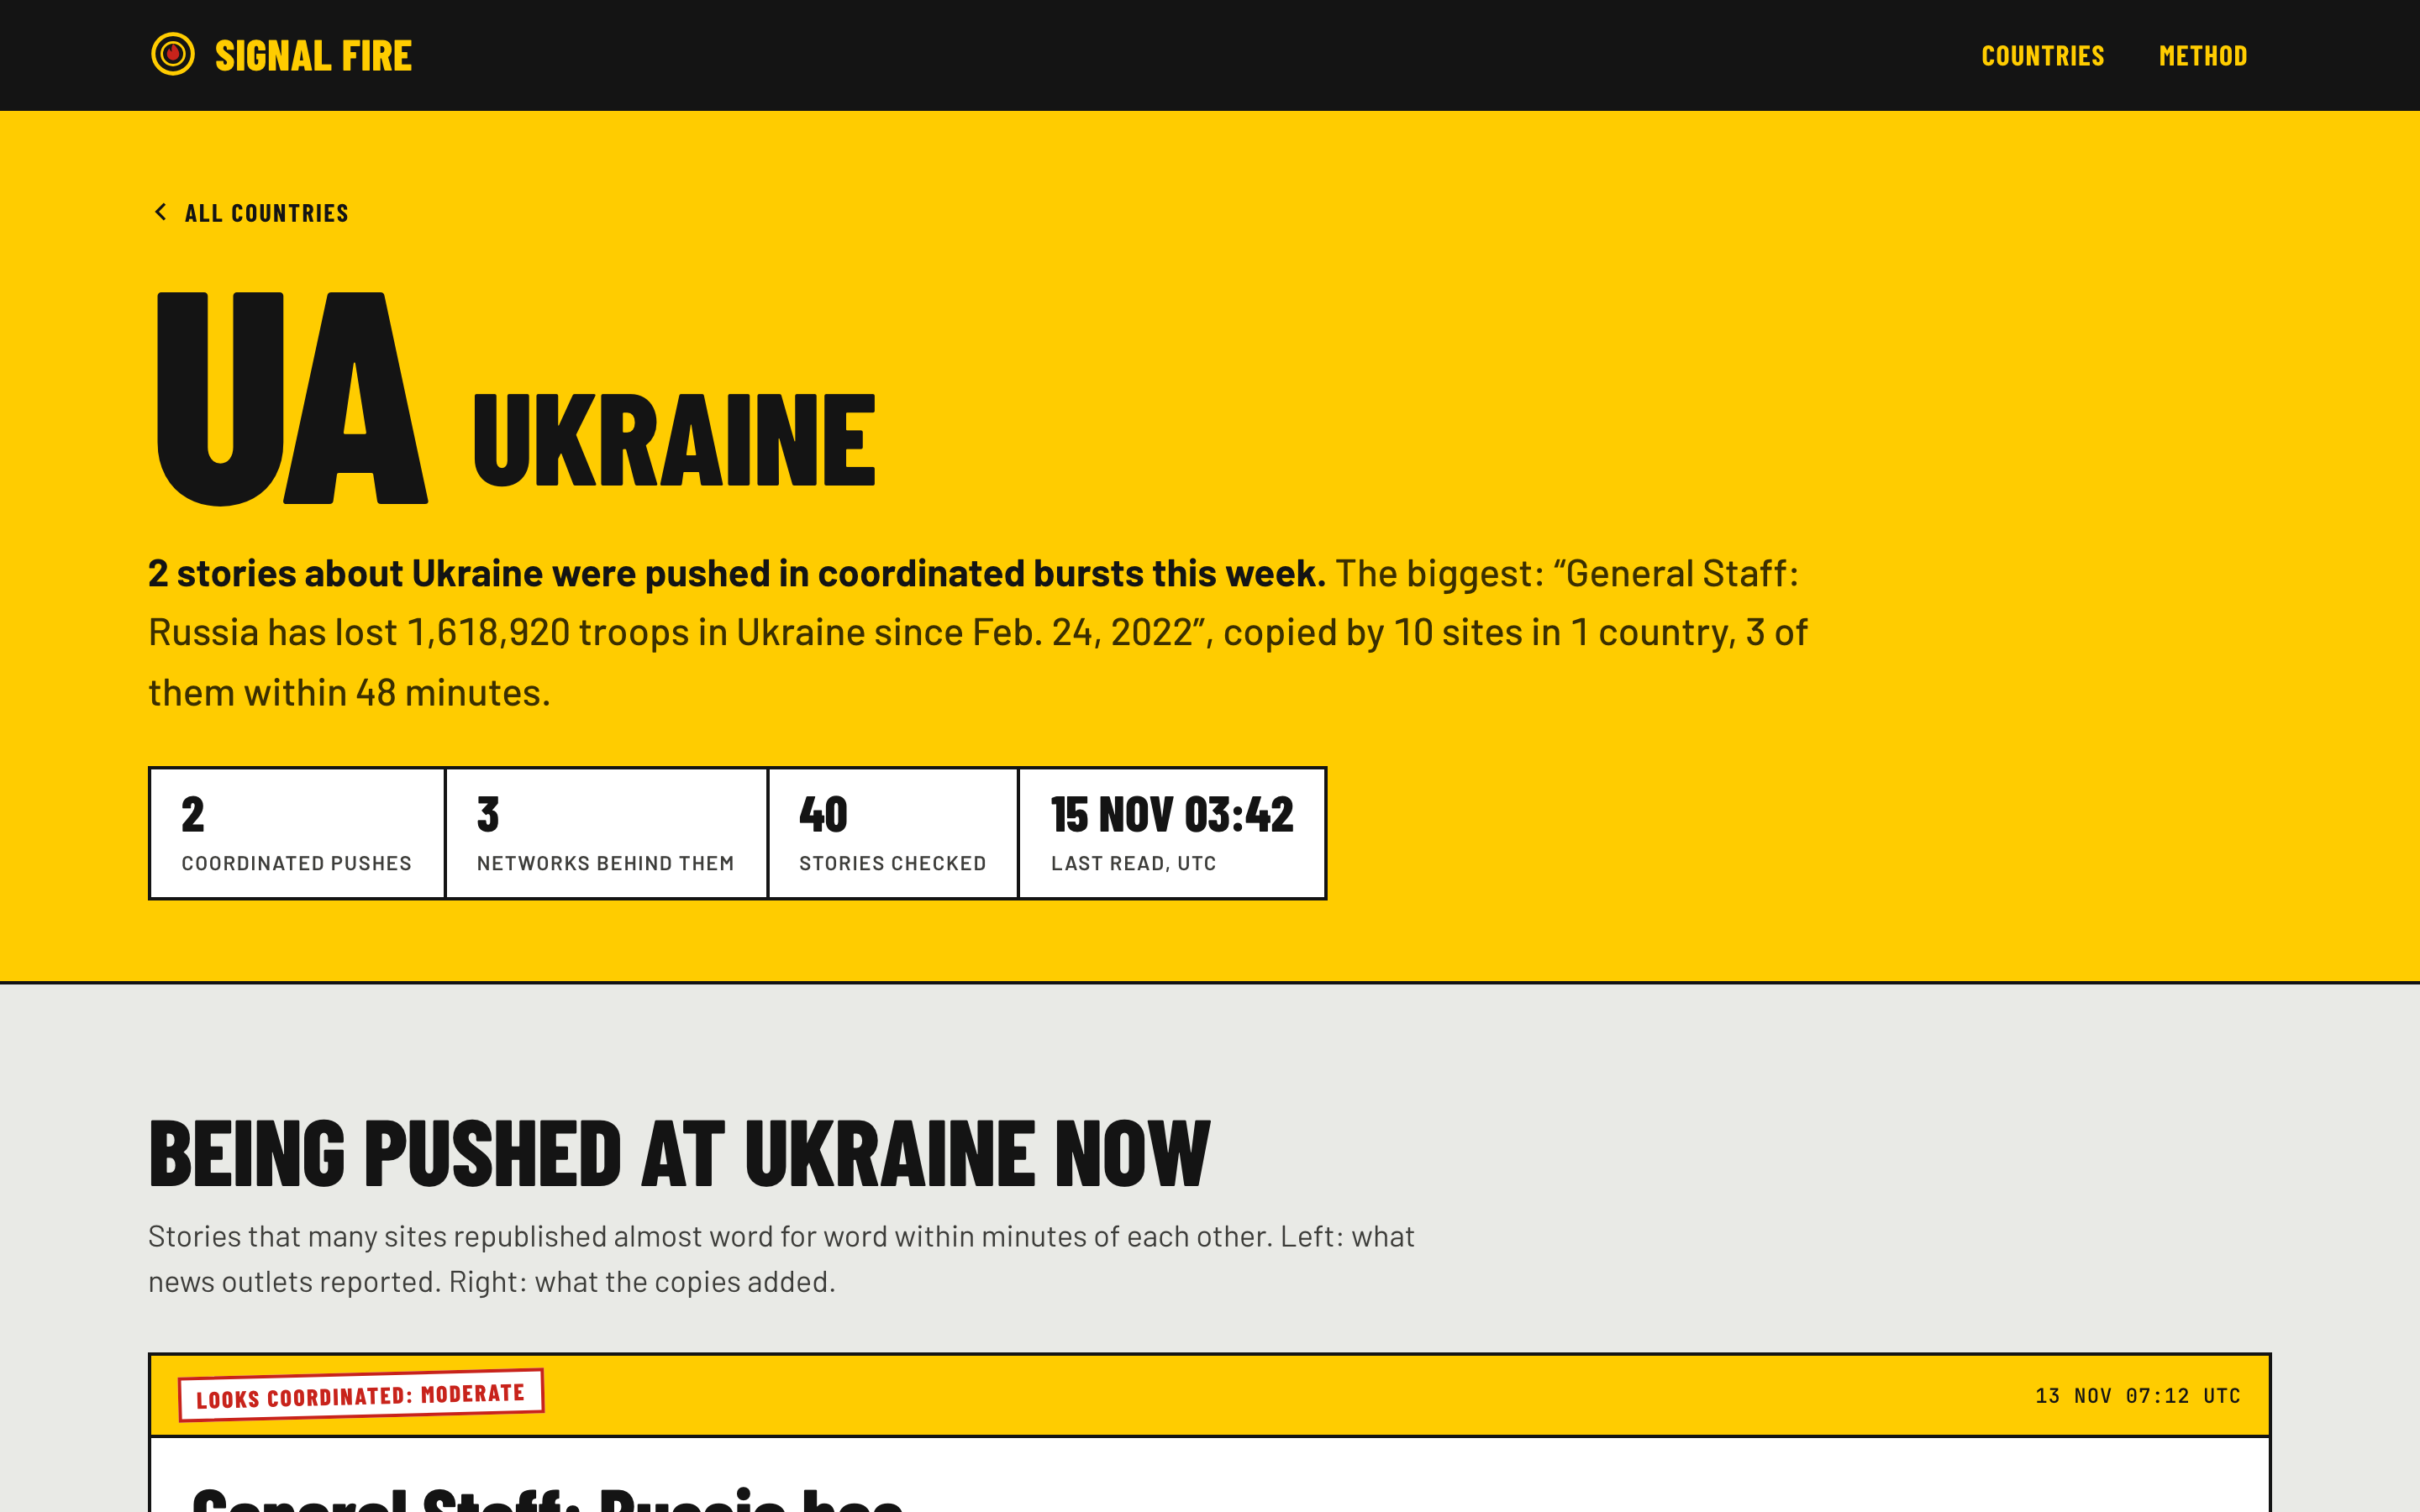 SIGNAL FIRE
COUNTRIES
METHOD
ALL COUNTRIES
UA UKRAINE
2 stories about Ukraine were pushed in coordinated bursts this week. The biggest: “General Staff:
Russia has lost 1,618,920 troops in Ukraine since Feb. 24, 2022”, copied by 10 sites in 1 country, 3 of
them within 48 minutes.
2
COORDINATED PUSHES
3
NETWORKS BEHIND THEM
40
STORIES CHECKED
15 NOV 03:42
LAST READ, UTC
BEING PUSHED AT UKRAINE NOW
Stories that many sites republished almost word for word within minutes of each other. Left: what
news outlets reported. Right: what the copies added.
LOOKS COORDINATED: MODERATE
13 NOV 07:12 UTC
General Staff: Russia has